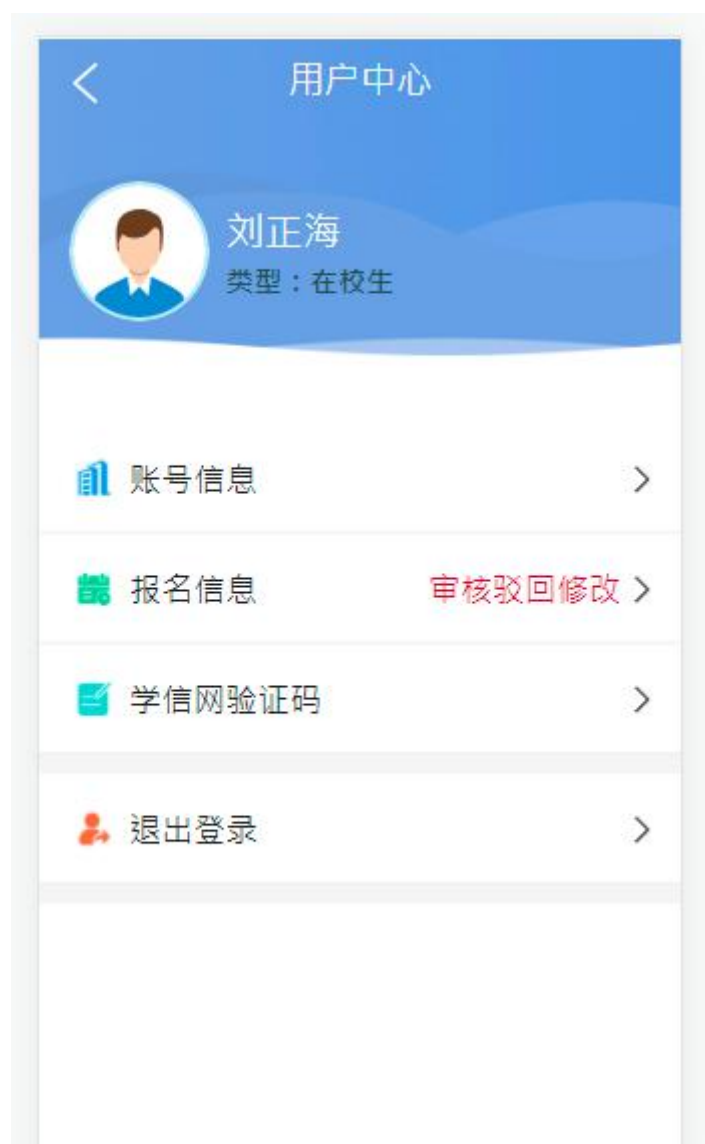 用户中心
刘正海
类型：在校生
账号信息
报名信息 审核驳回修改
学信网验证码
退出登录